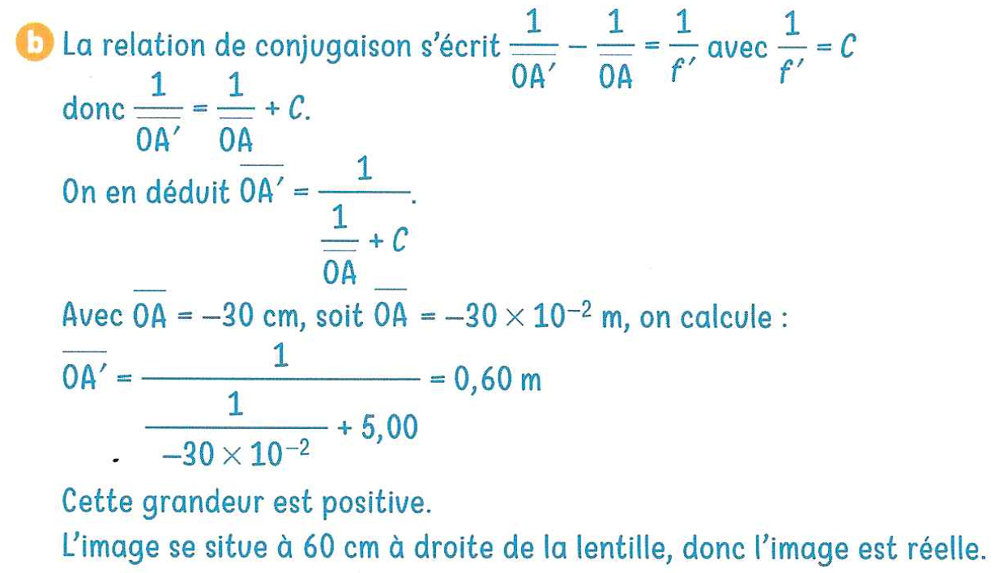 b La relation de conjugaison s'écrit $\frac{1}{\overline{OA'}} - \frac{1}{\overline{OA}} = \frac{1}{f'}$ avec $\frac{1}{f'} = C$
donc $\frac{1}{\overline{OA'}} = \frac{1}{\overline{OA}} + C$.
On en déduit $\overline{OA'} = \frac{1}{\frac{1}{\overline{OA}} + C}$.
Avec $\overline{OA} = -30$ cm, soit $\overline{OA} = -30 \times 10^{-2}$ m, on calcule :
$\overline{OA'} = \frac{1}{\frac{1}{-30 \times 10^{-2}} + 5,00} = 0,60$ m
Cette grandeur est positive.
L'image se situe à 60 cm à droite de la lentille, donc l'image est réelle.